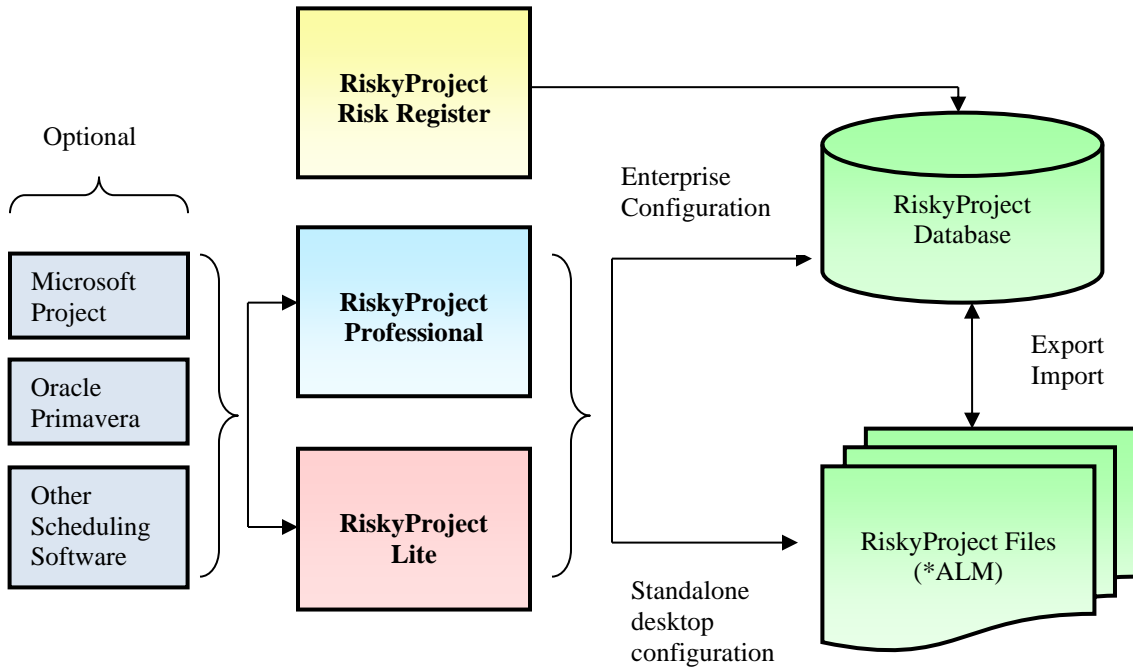 Optional
Microsoft
Project
Oracle
Primavera
Other
Scheduling
Software
RiskyProject
Risk Register
RiskyProject
Professional
RiskyProject
Lite
Enterprise
Configuration
Standalone
desktop
configuration
RiskyProject
Database
Export
Import
RiskyProject Files
(*ALM)